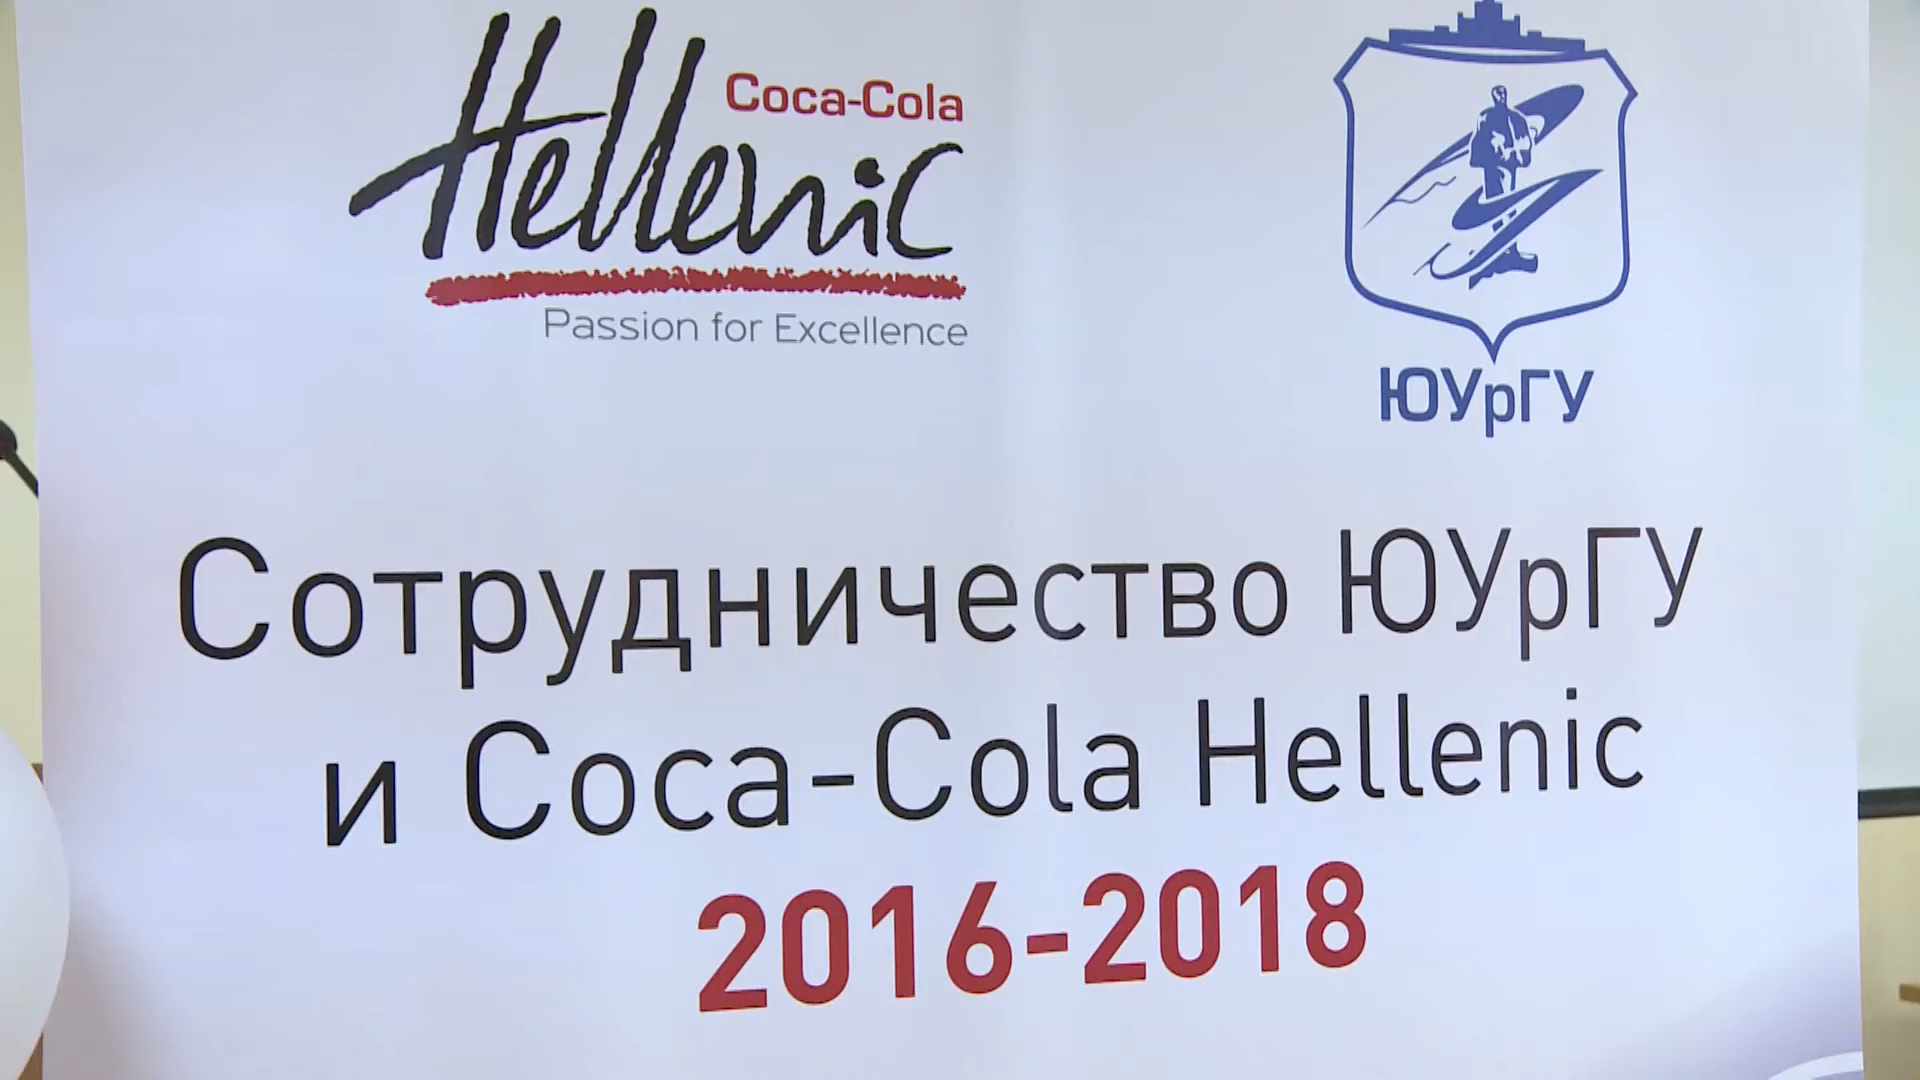 Coca-Cola
Hellenic
Passion for Excellence
ЮУрГУ
Сотрудничество ЮУрГУ
и Coca-Cola Hellenic
2016-2018